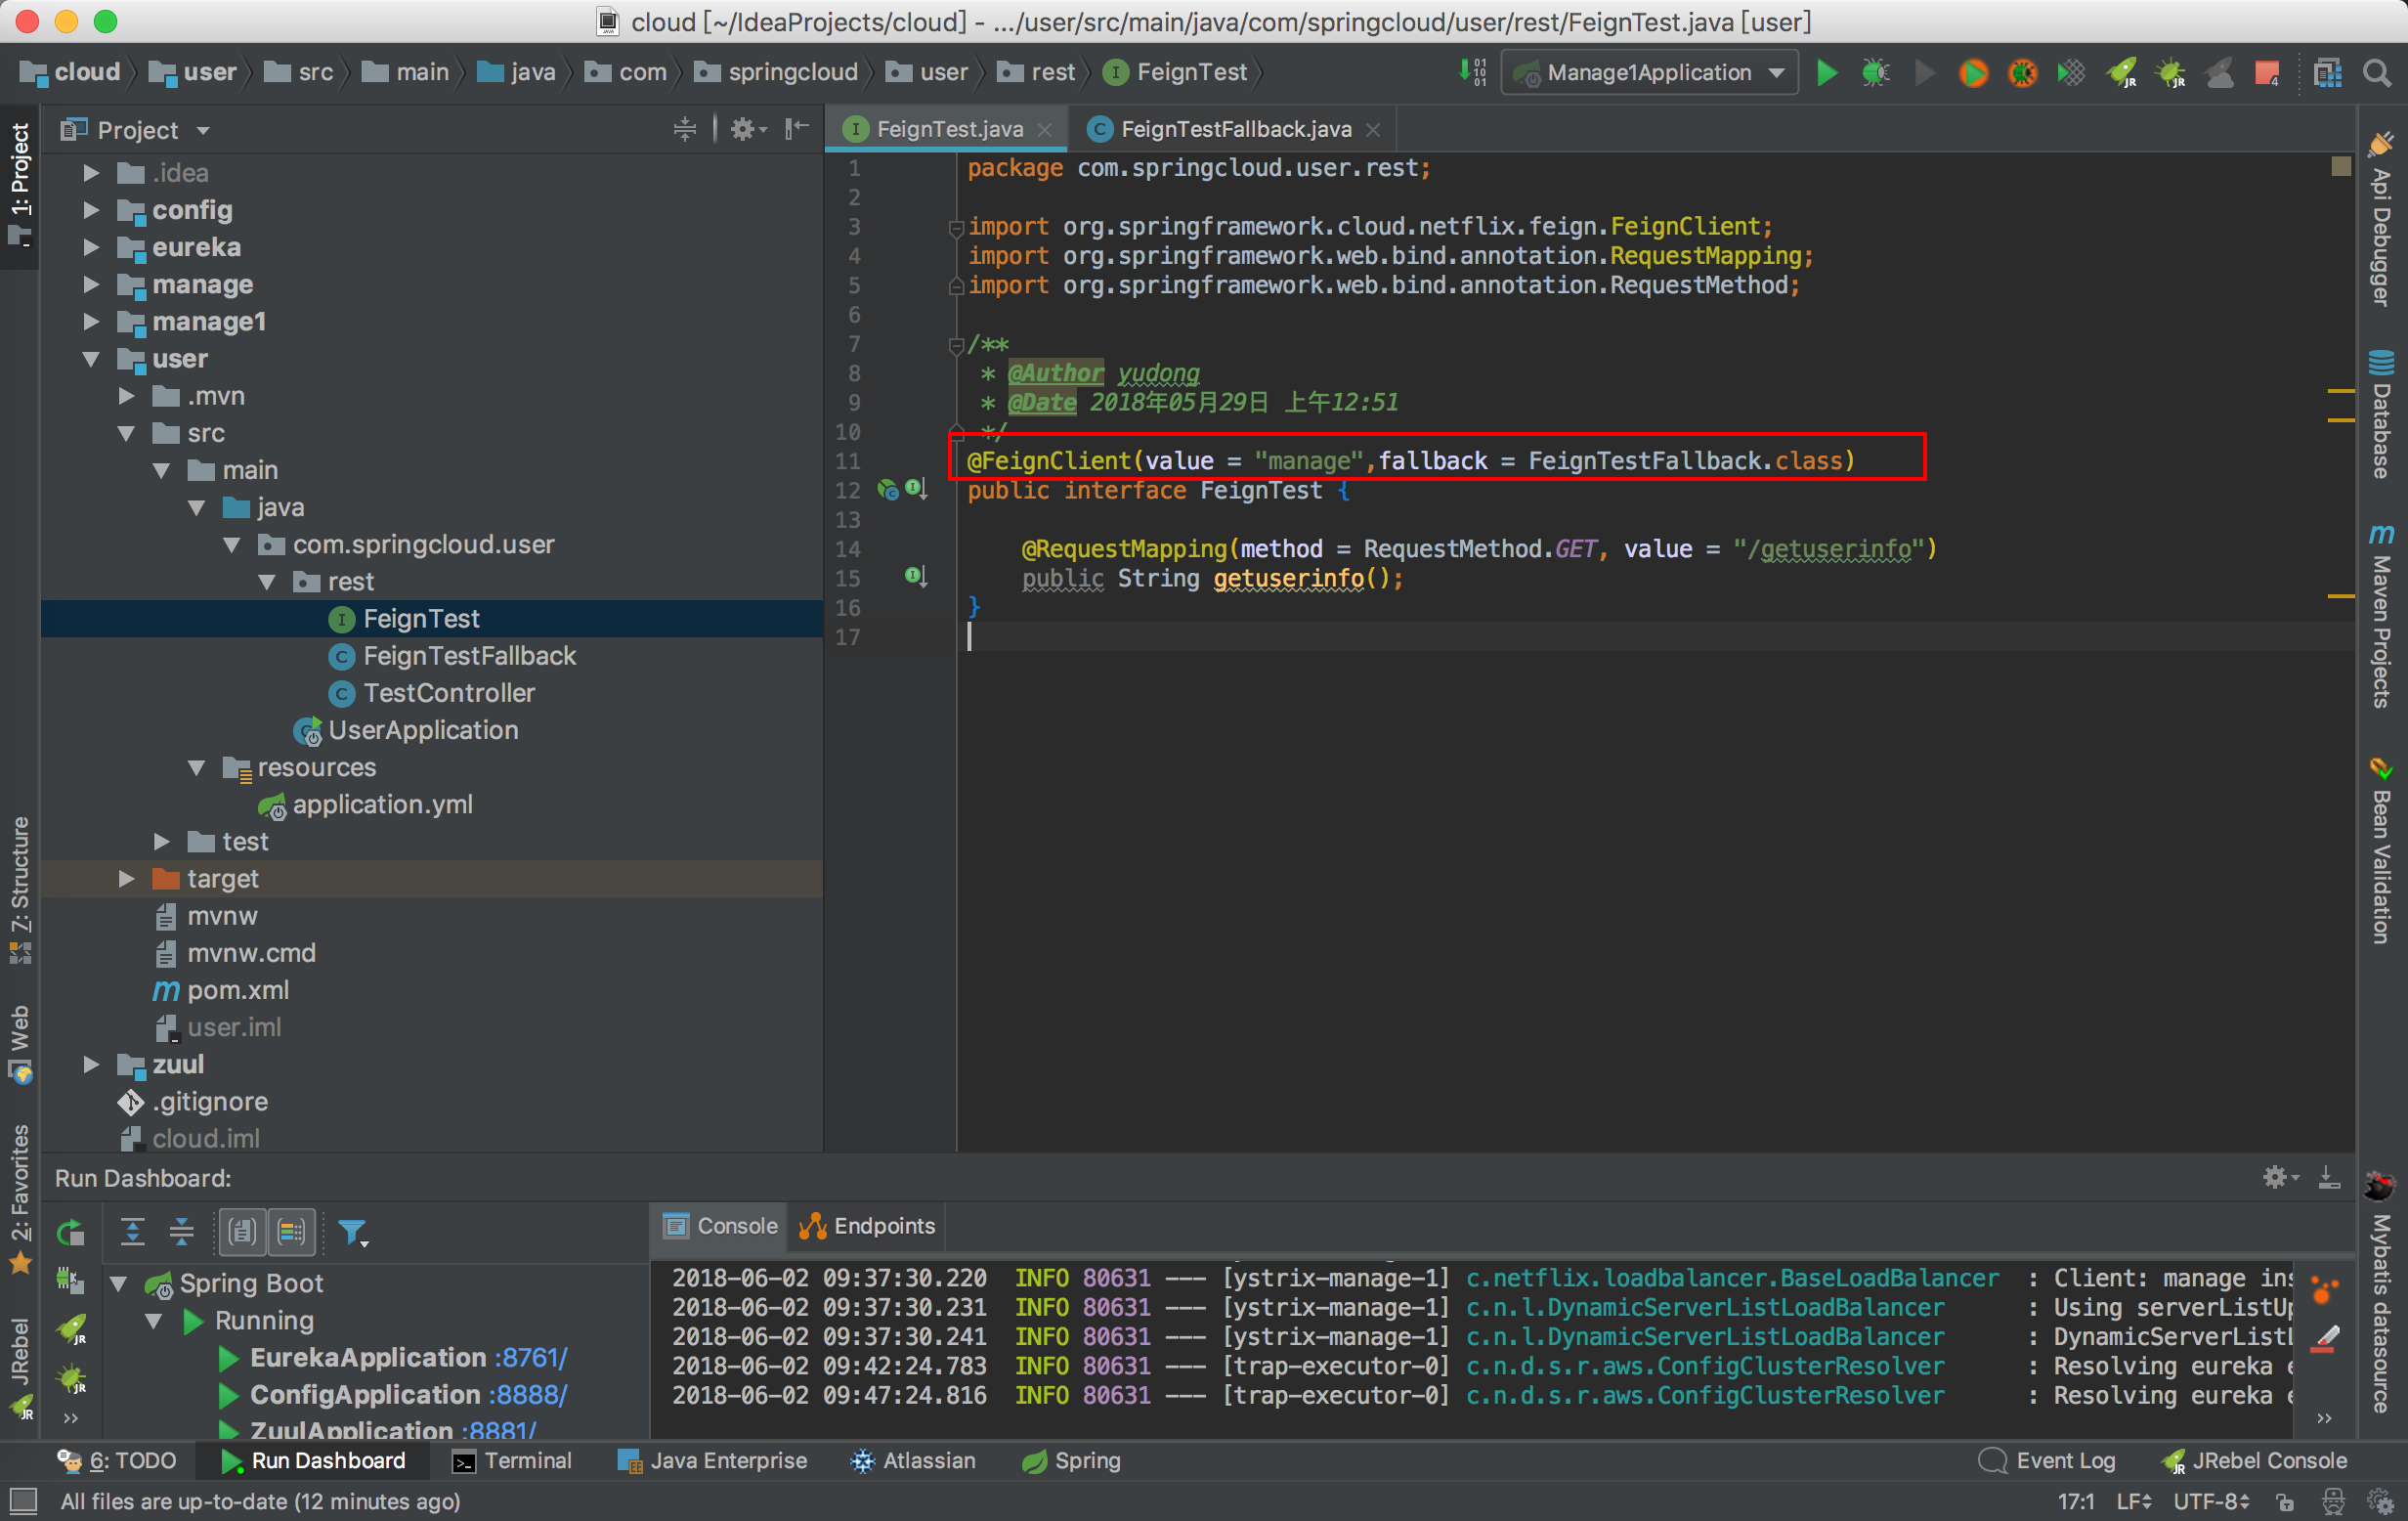 cloud [~/IdeaProjects/cloud] - .../user/src/main/java/com/springcloud/user/rest/FeignTest.java [user]
cloud user src main java com springcloud user rest FeignTest Manage1Application
Project
FeignTest.java FeignTestFallback.java
1: Project
Z: Structure
Web
2: Favorites
JRebel
.idea
config
eureka
manage
manage1
user
.mvn
src
main
java
com.springcloud.user
rest
FeignTest
FeignTestFallback
TestController
UserApplication
resources
application.yml
test
target
mvnw
mvnw.cmd
pom.xml
user.iml
zuul
.gitignore
cloud.iml
1 package com.springcloud.user.rest;
2
3 import org.springframework.cloud.netflix.feign.FeignClient;
4 import org.springframework.web.bind.annotation.RequestMapping;
5 import org.springframework.web.bind.annotation.RequestMethod;
6
7 /**
8 * @Author yudong
9 * @Date 2018年05月29日 上午12:51
10 */
11 @FeignClient(value = "manage",fallback = FeignTestFallback.class)
12 public interface FeignTest {
13
14 @RequestMapping(method = RequestMethod.GET, value = "/getuserinfo")
15 public String getuserinfo();
16 }
17
Api Debugger
Database
Maven Projects
Bean Validation
Mybatis datasource
Run Dashboard:
Console Endpoints
Spring Boot
Running
EurekaApplication :8761/
ConfigApplication :8888/
ZuulApplication :8881/
2018-06-02 09:37:30.220 INFO 80631 --- [ystrix-manage-1] c.netflix.loadbalancer.BaseLoadBalancer : Client: manage ins
2018-06-02 09:37:30.231 INFO 80631 --- [ystrix-manage-1] c.n.l.DynamicServerListLoadBalancer : Using serverListUp
2018-06-02 09:37:30.241 INFO 80631 --- [ystrix-manage-1] c.n.l.DynamicServerListLoadBalancer : DynamicServerListL
2018-06-02 09:42:24.783 INFO 80631 --- [trap-executor-0] c.n.d.s.r.aws.ConfigClusterResolver : Resolving eureka e
2018-06-02 09:47:24.816 INFO 80631 --- [trap-executor-0] c.n.d.s.r.aws.ConfigClusterResolver : Resolving eureka e
6: TODO Run Dashboard Terminal Java Enterprise Atlassian Spring Event Log JRebel Console
All files are up-to-date (12 minutes ago) 17:1 LF UTF-8